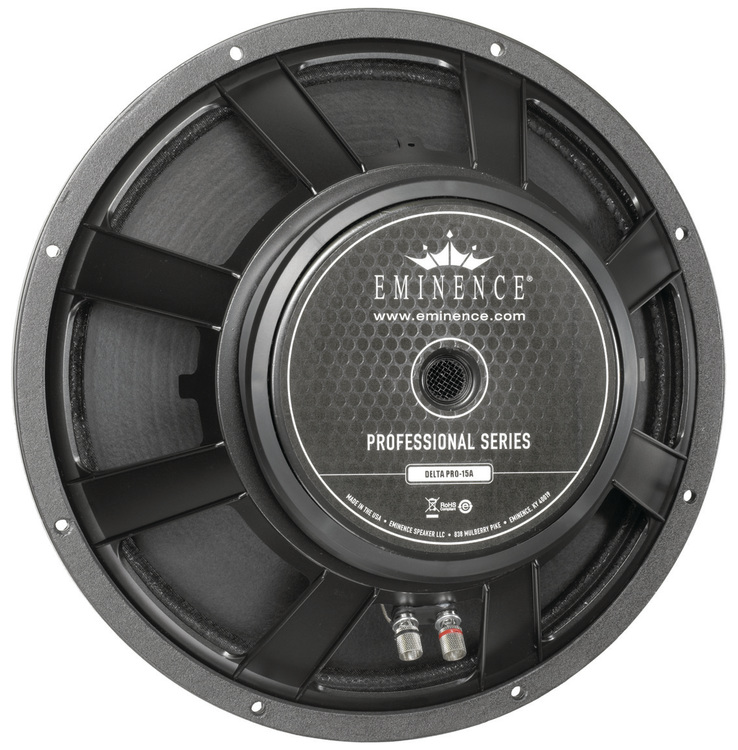 EMINENCE®
www.eminence.com
PROFESSIONAL SERIES
DELTA PRO-15A
RoHS
compliant
e
MADE IN THE USA • EMINENCE SPEAKER LLC • 838 MULBERRY PIKE • EMINENCE, KY 40019